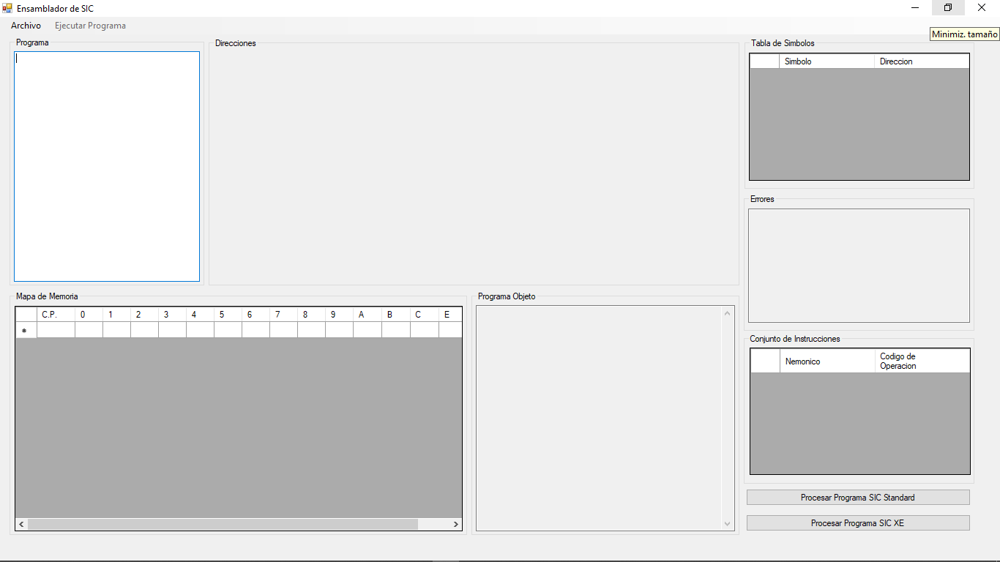 Ensamblador de SIC
Archivo Ejecutar Programa
Minimiz. tamaño
Programa
Direcciones
Tabla de Simbolos
Simbolo Direccion
Errores
Mapa de Memoria
C.P. 0 1 2 3 4 5 6 7 8 9 A B C E
*
Programa Objeto
Conjunto de Instrucciones
Nemonico Codigo de
Operacion
Procesar Programa SIC Standard
Procesar Programa SIC XE